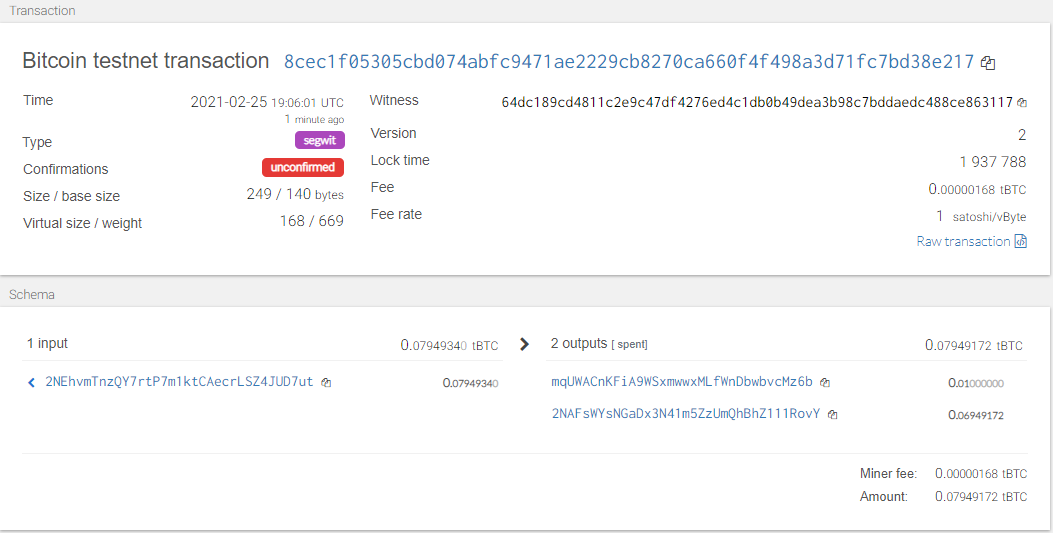 Transaction
Bitcoin testnet transaction 8cec1f05305cbd074abfc9471ae2229cb8270ca660f4f498a3d71fc7bd38e217
Time 2021-02-25 19:06:01 UTC
1 minute ago
Type segwit
Confirmations unconfirmed
Size / base size 249 / 140 bytes
Virtual size / weight 168 / 669
Witness 64dc189cd4811c2e9c47df4276ed4c1db0b49dea3b98c7bddaedc488ce863117
Version 2
Lock time 1 937 788
Fee 0.00000168 tBTC
Fee rate 1 satoshi/vByte
Raw transaction
Schema
1 input 0.07949340 tBTC
2NEhvmTnzQY7rtP7m1ktCAecrLSZ4JUD7ut 0.07949340
2 outputs [ spent] 0.07949172 tBTC
mqUWACnKFiA9WSxmwwxMLfWnDbwbvcMz6b 0.01000000
2NAFsWYsNGaDx3N41m5ZzUmQhBhZ111RovY 0.06949172
Miner fee: 0.00000168 tBTC
Amount: 0.07949172 tBTC